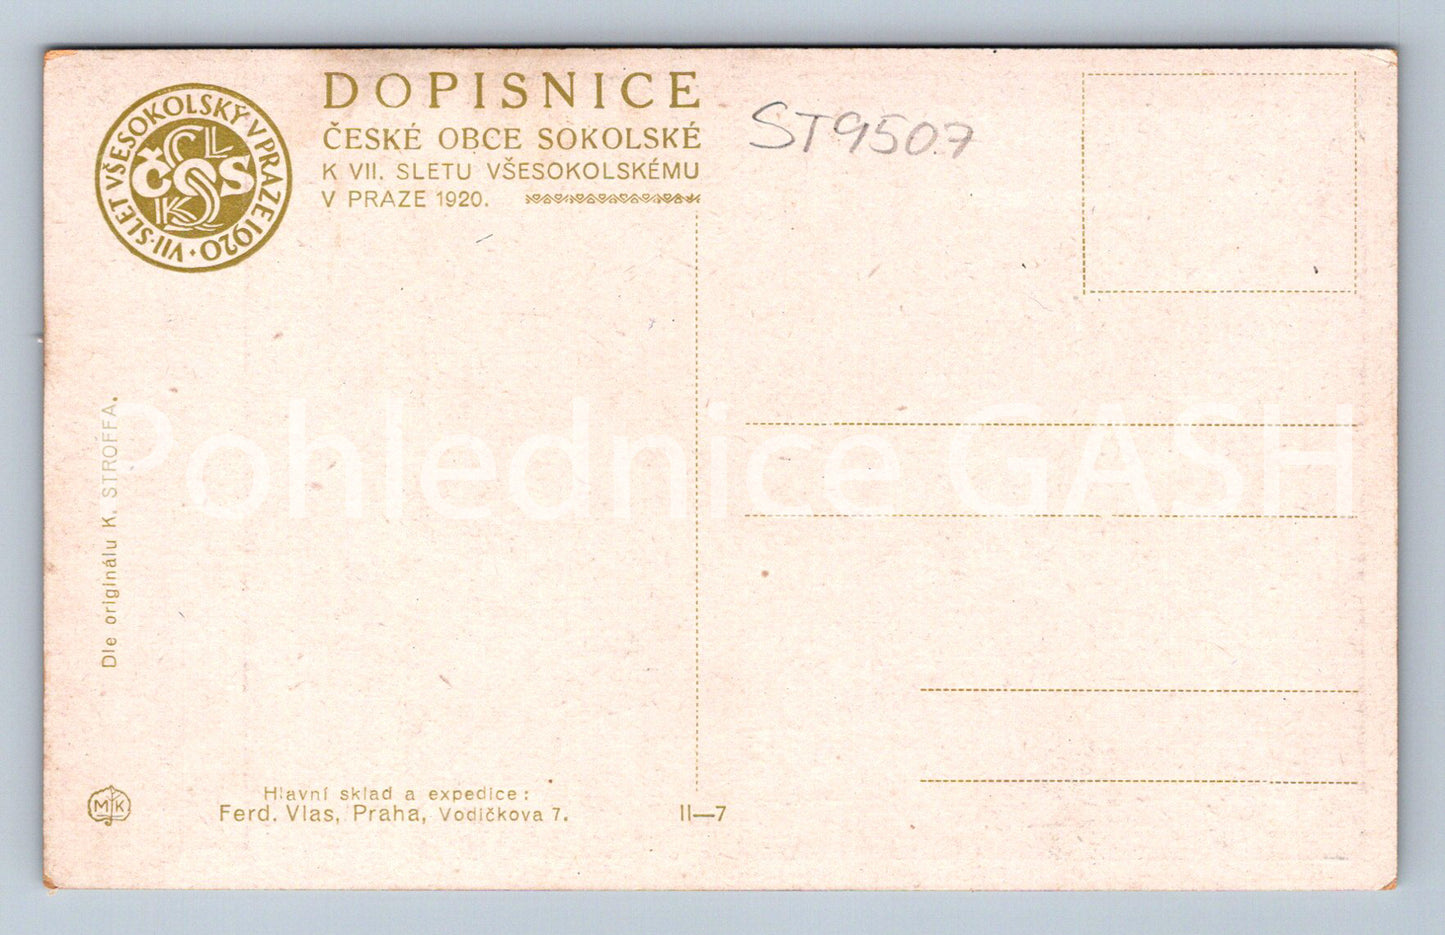 DOPISNICE
ČESKÉ OBCE SOKOLSKÉ
K VII. SLETU VŠESOKOLSKÉMU
V PRAZE 1920.
VII·SLET VŠESOKOLSKÝ·V PRAZE 1920·
ČOS
ST9507
Pohlednice GASH
Dle originálu K. STROFFA.
MK
Hlavní sklad a expedice:
Ferd. Vlas, Praha, Vodičkova 7.
II—7